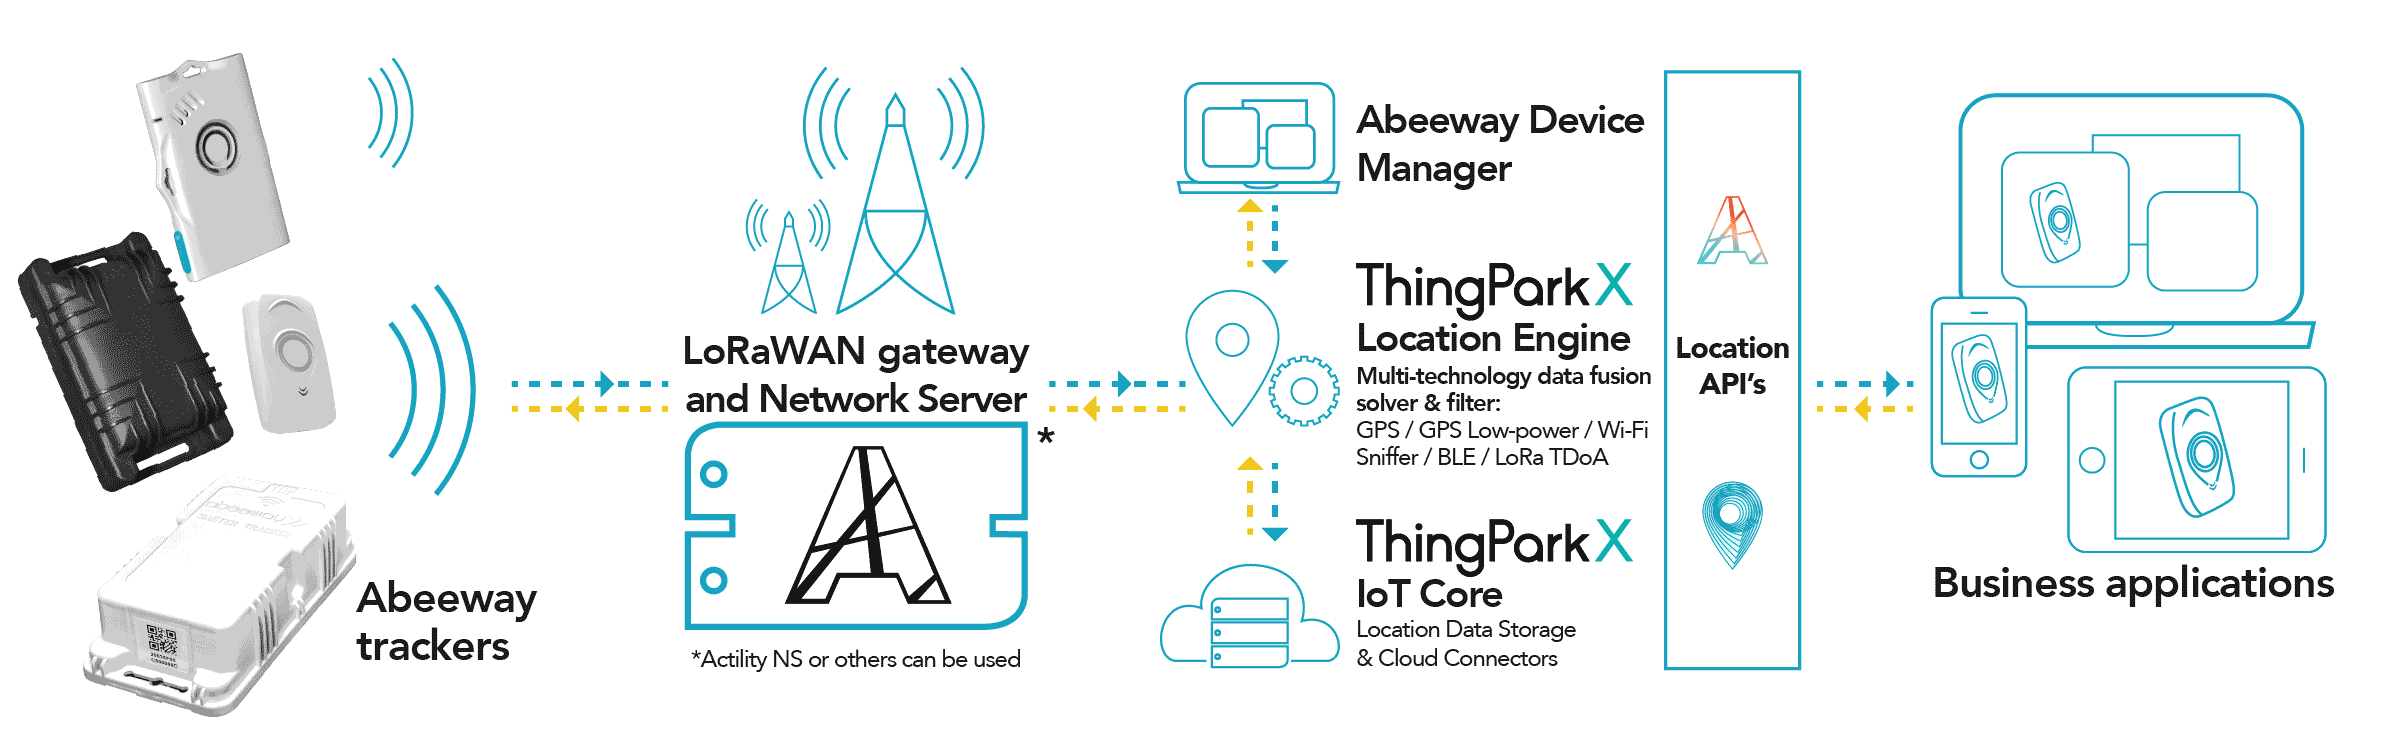 Abeeway
trackers
LoRaWAN gateway
and Network Server
*
*Actility NS or others can be used
Abeeway Device
Manager
ThingPark X
Location Engine
Multi-technology data fusion
solver & filter:
GPS / GPS Low-power / Wi-Fi
Sniffer / BLE / LoRa TDoA
ThingPark X
IoT Core
Location Data Storage
& Cloud Connectors
Location
API's
Business applications